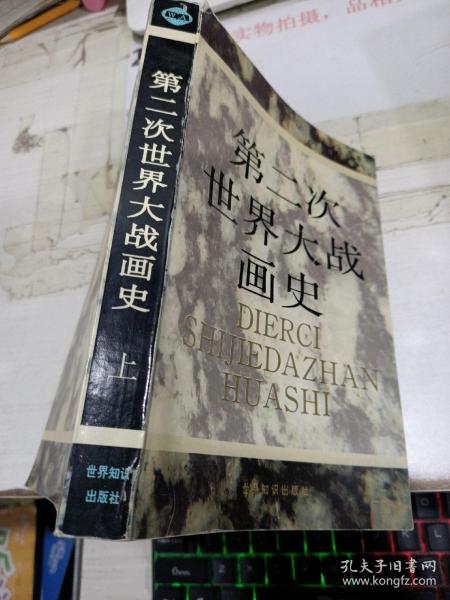 实物拍摄，品相
WA
第二次世界大战画史
上
世界知识
出版社
第二次
世界大战
画史
DIERCI
SHIJIEDAZHAN
HUASHI
世界知识出版社
孔夫子旧书网
www.kongfz.com